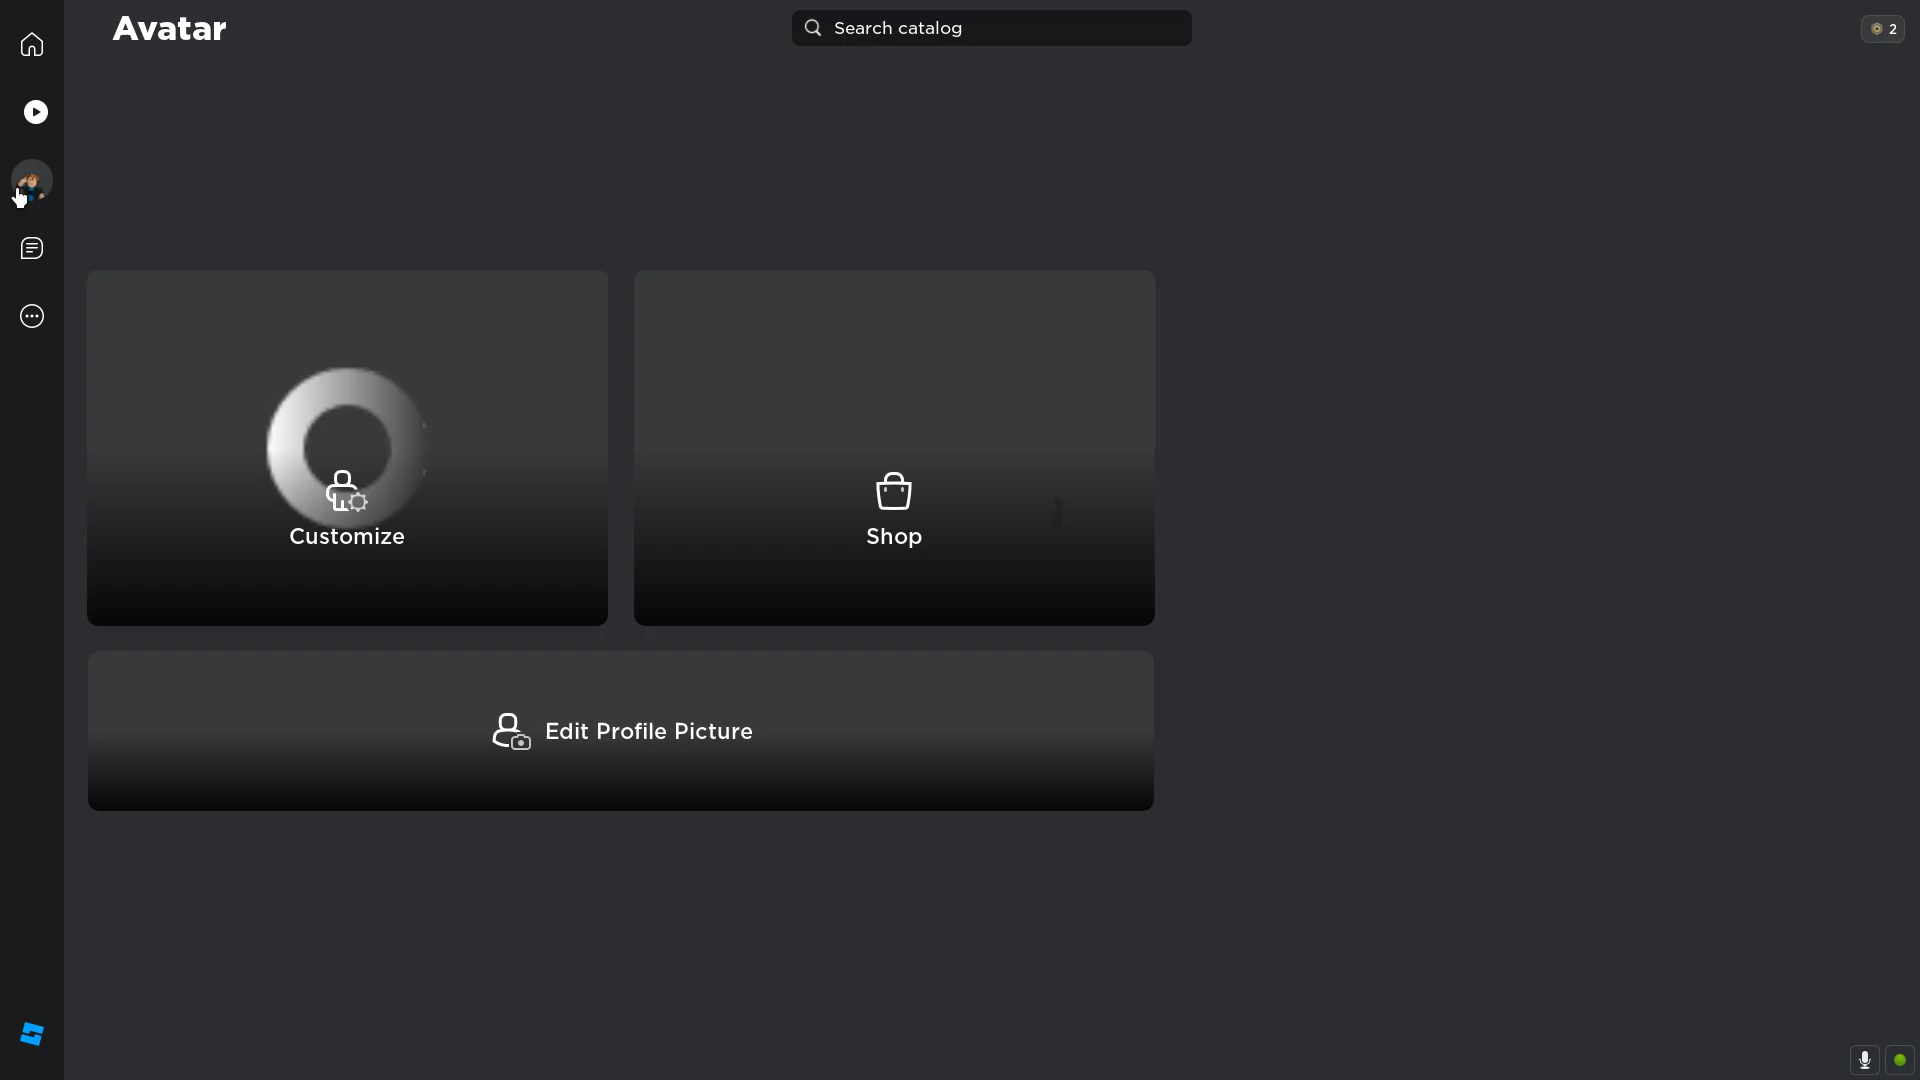 Avatar
Search catalog
2
Customize
Shop
Edit Profile Picture